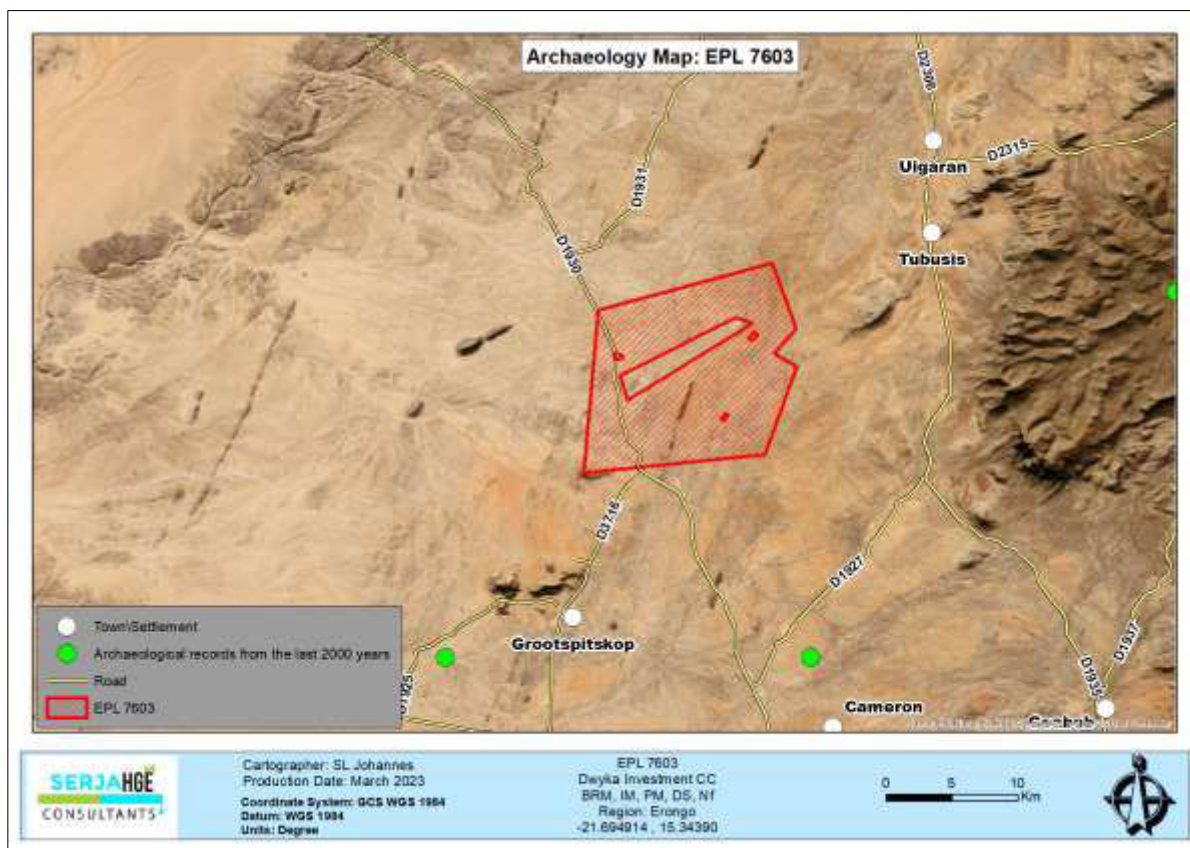 Archaeology Map: EPL 7603
D2306
Uigaran
D2315
D1931
Tubusis
D1930
D3716
D1927
Grootspitskop
D1925
D1937
D1935
Cameron
Town\Settlement
Archaeological records from the last 2000 years
Road
EPL 7603
SERJA HGE
CONSULTANTS
Cartographer: SL Johannes
Production Date: March 2023
Coordinate System: GCS WGS 1984
Datum: WGS 1984
Units: Degree
EPL 7603
Dwyka Investment CC
BRM, IM, PM, DS, Nf
Region: Erongo
-21.694914 , 15.34390
0 5 10
Km